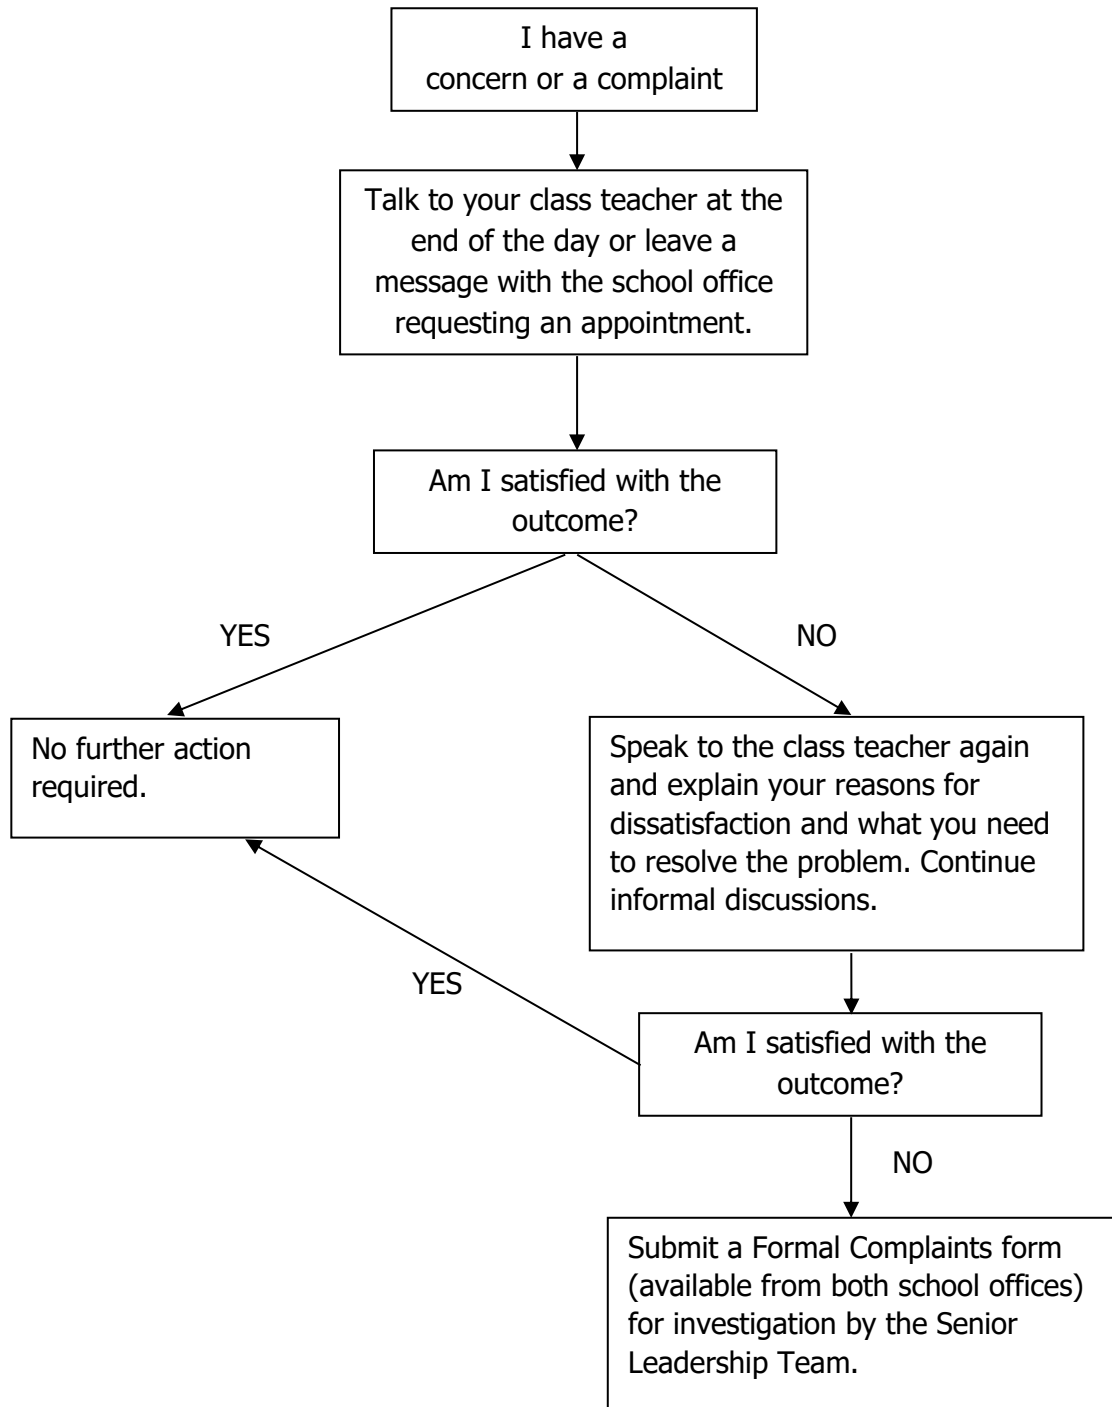 I have a
concern or a complaint
Talk to your class teacher at the
end of the day or leave a
message with the school office
requesting an appointment.
Am I satisfied with the
outcome?
YES
NO
No further action
required.
Speak to the class teacher again
and explain your reasons for
dissatisfaction and what you need
to resolve the problem. Continue
informal discussions.
YES
Am I satisfied with the
outcome?
NO
Submit a Formal Complaints form
(available from both school offices)
for investigation by the Senior
Leadership Team.